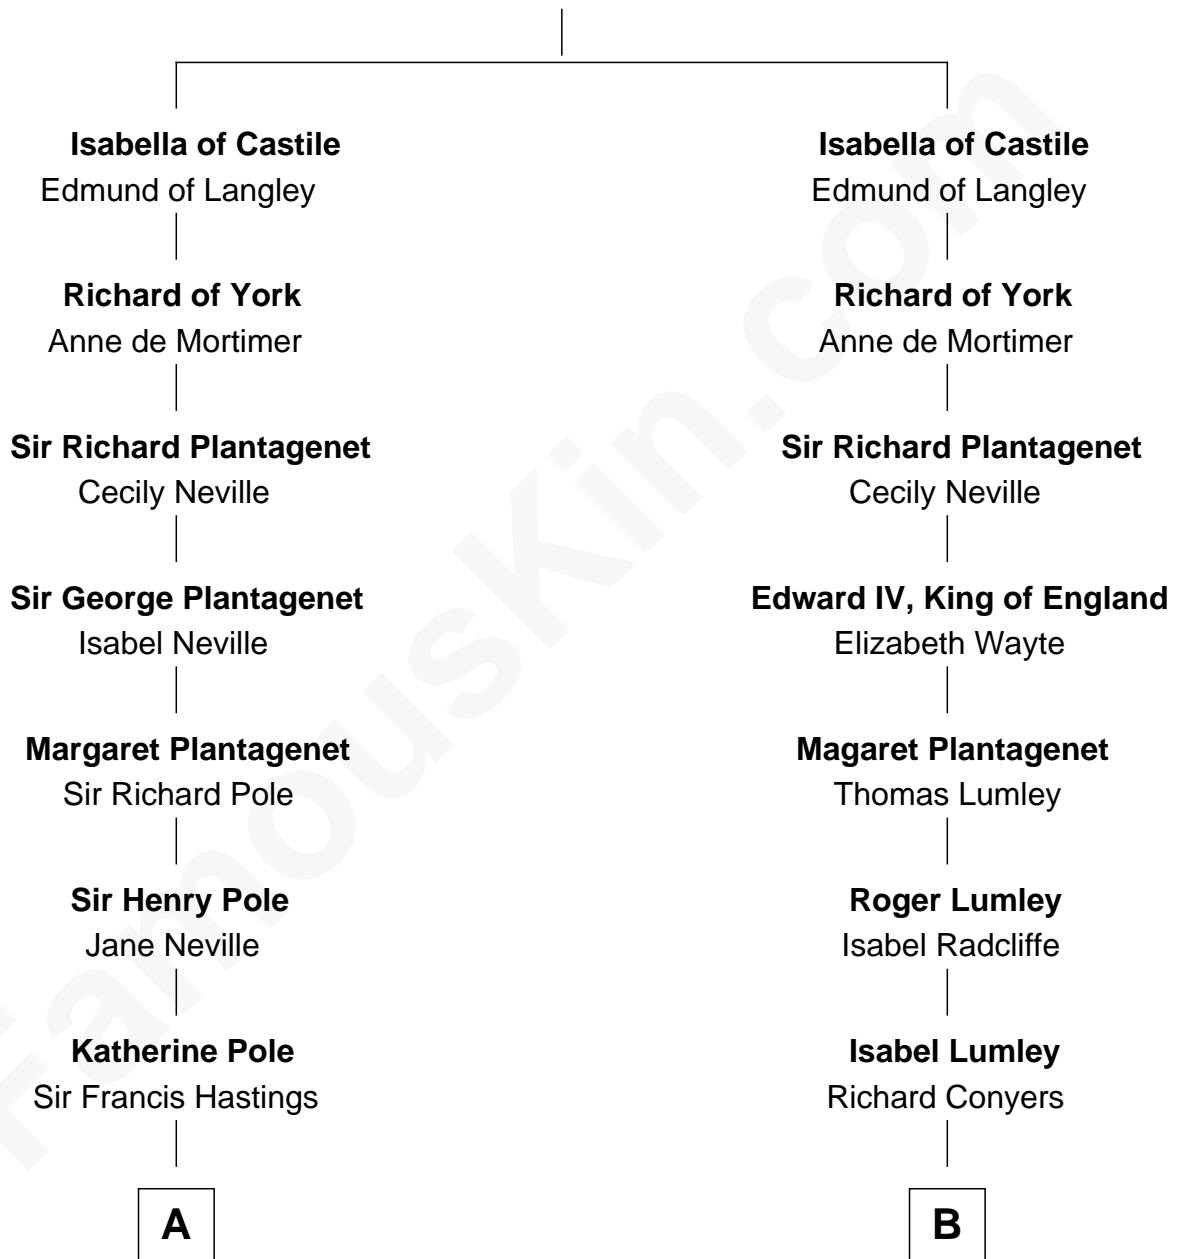 Isabella of Castile
Edmund of Langley
Richard of York
Anne de Mortimer
Sir Richard Plantagenet
Cecily Neville
Sir George Plantagenet
Isabel Neville
Margaret Plantagenet
Sir Richard Pole
Sir Henry Pole
Jane Neville
Katherine Pole
Sir Francis Hastings
A
Isabella of Castile
Edmund of Langley
Richard of York
Anne de Mortimer
Sir Richard Plantagenet
Cecily Neville
Edward IV, King of England
Elizabeth Wayte
Magaret Plantagenet
Thomas Lumley
Roger Lumley
Isabel Radcliffe
Isabel Lumley
Richard Conyers
B
FamousKin.com